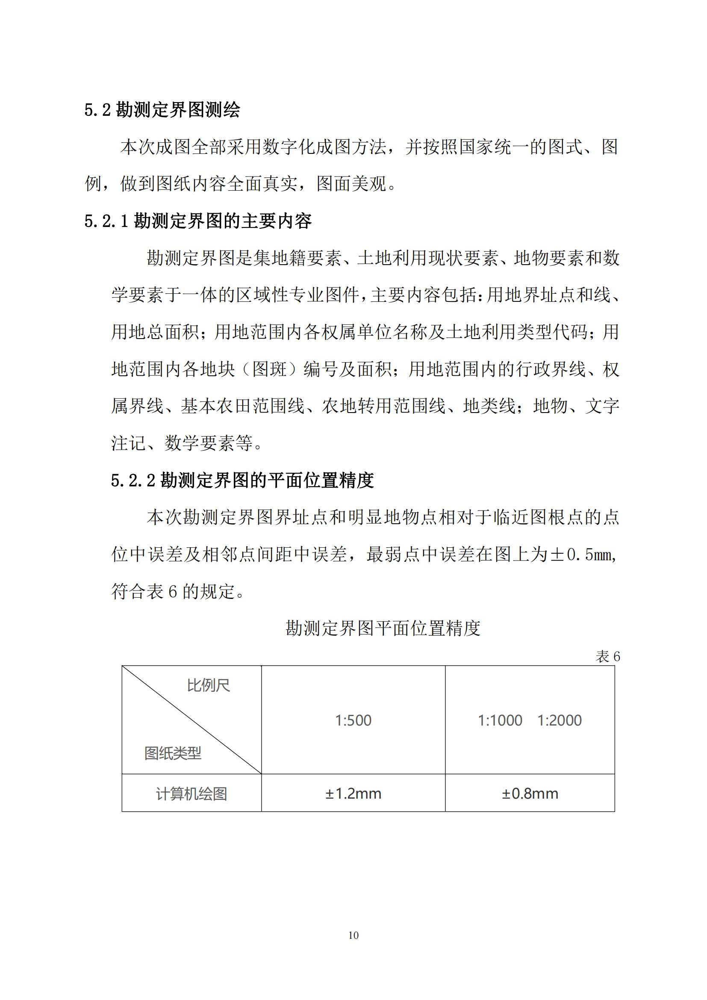 5.2 勘测定界图测绘
本次成图全部采用数字化成图方法，并按照国家统一的图式、图
例，做到图纸内容全面真实，图面美观。
5.2.1 勘测定界图的主要内容
勘测定界图是集地籍要素、土地利用现状要素、地物要素和数
学要素于一体的区域性专业图件，主要内容包括：用地界址点和线、
用地总面积；用地范围内各权属单位名称及土地利用类型代码；用
地范围内各地块（图斑）编号及面积；用地范围内的行政界线、权
属界线、基本农田范围线、农地转用范围线、地类线；地物、文字
注记、数学要素等。
5.2.2 勘测定界图的平面位置精度
本次勘测定界图界址点和明显地物点相对于临近图根点的点
位中误差及相邻点间距中误差，最弱点中误差在图上为±0.5mm,
符合表 6 的规定。
勘测定界图平面位置精度
表 6
比例尺
图纸类型
1:500
1:1000 1:2000
计算机绘图
±1.2mm
±0.8mm
10